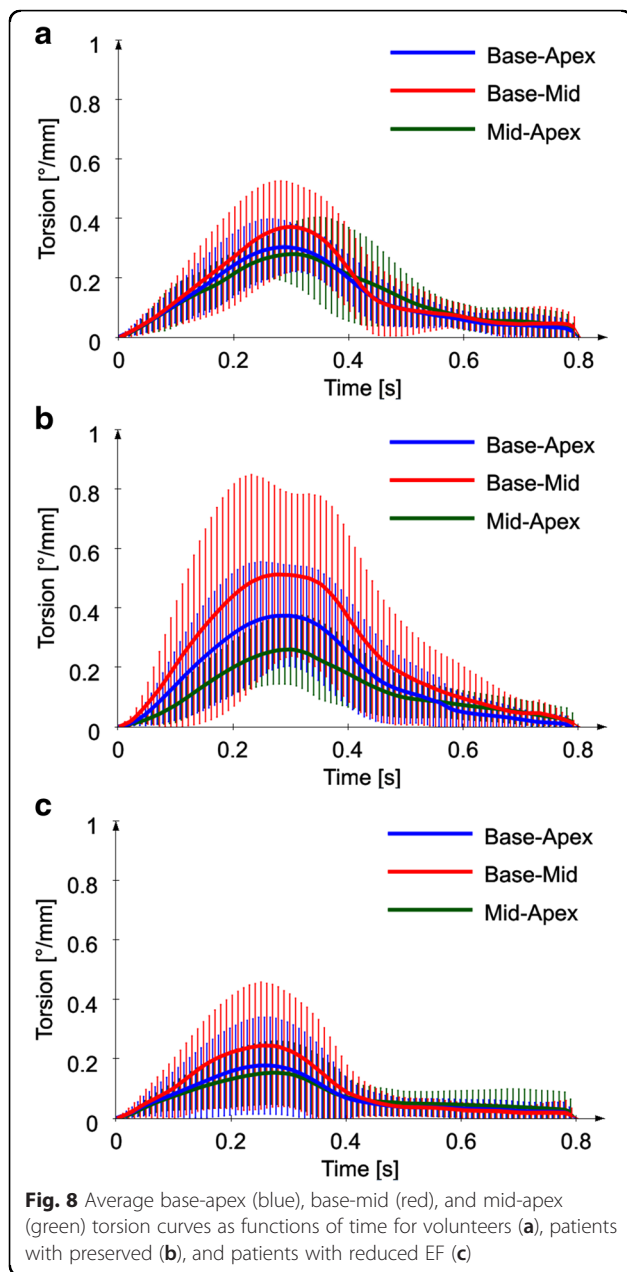 a
1
0.8
0.6
0.4
0.2
0
Torsion [°/mm]
Base-Apex
Base-Mid
Mid-Apex
0 0.2 0.4 0.6 0.8
Time [s]
b
1
0.8
0.6
0.4
0.2
0
Torsion [°/mm]
Base-Apex
Base-Mid
Mid-Apex
0 0.2 0.4 0.6 0.8
Time [s]
c
1
0.8
0.6
0.4
0.2
0
Torsion [°/mm]
Base-Apex
Base-Mid
Mid-Apex
0 0.2 0.4 0.6 0.8
Time [s]
Fig. 8 Average base-apex (blue), base-mid (red), and mid-apex
(green) torsion curves as functions of time for volunteers (a), patients
with preserved (b), and patients with reduced EF (c)